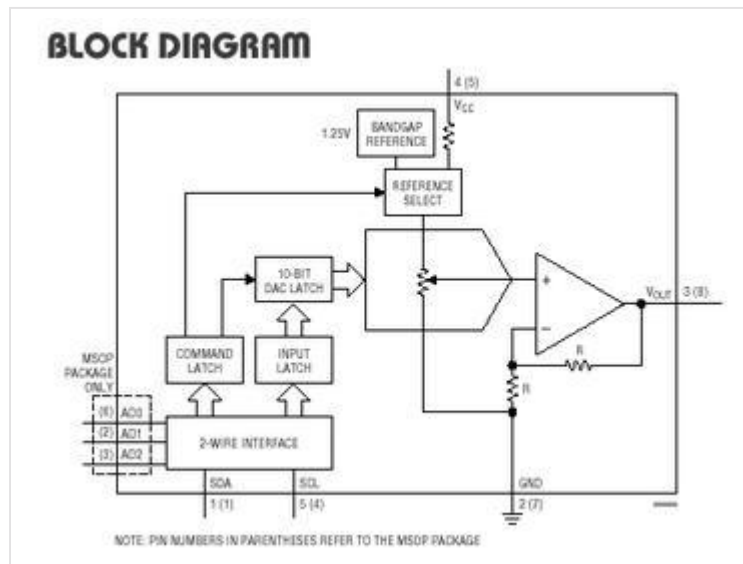 BLOCK DIAGRAM
4 (5)
VCC
1.25V
BANDGAP
REFERENCE
REFERENCE
SELECT
10-BIT
DAC LATCH
+
−
VOUT
3 (8)
R
R
MSOP
PACKAGE
ONLY
COMMAND
LATCH
INPUT
LATCH
(6) AD0
(2) AD1
(3) AD2
2-WIRE INTERFACE
SDA
SCL
GND
1 (1)
5 (4)
2 (7)
NOTE: PIN NUMBERS IN PARENTHESES REFER TO THE MSOP PACKAGE